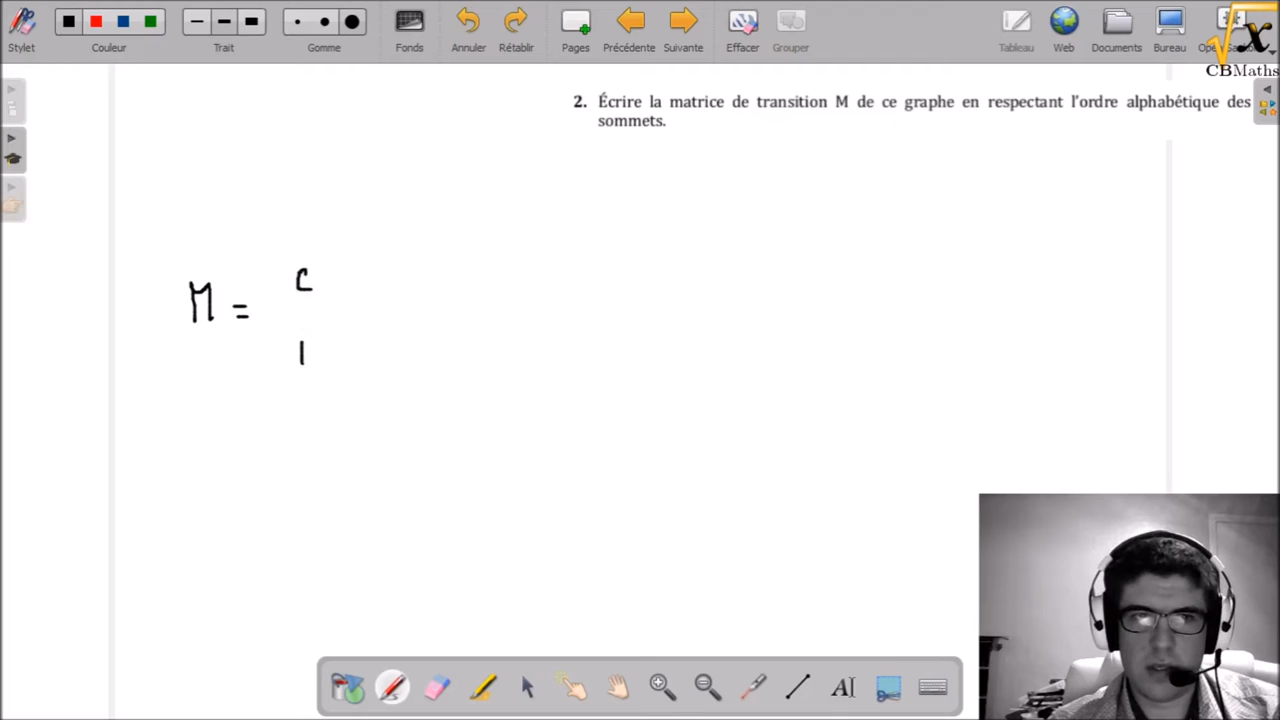 Stylet Couleur Trait Gomme Fonds Annuler Rétablir Pages Précédente Suivante Effacer Grouper Tableau Web Documents Bureau
CBMaths
2. Écrire la matrice de transition M de ce graphe en respectant l'ordre alphabétique des
sommets.
C
M =
I
AI